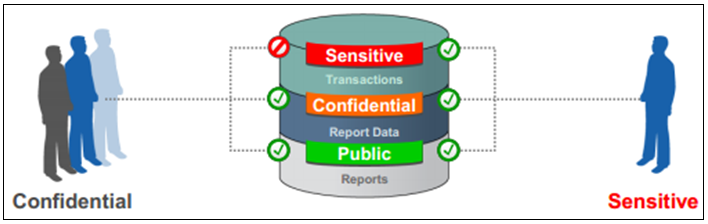 Sensitive
Transactions
Confidential
Report Data
Public
Reports
Confidential
Sensitive